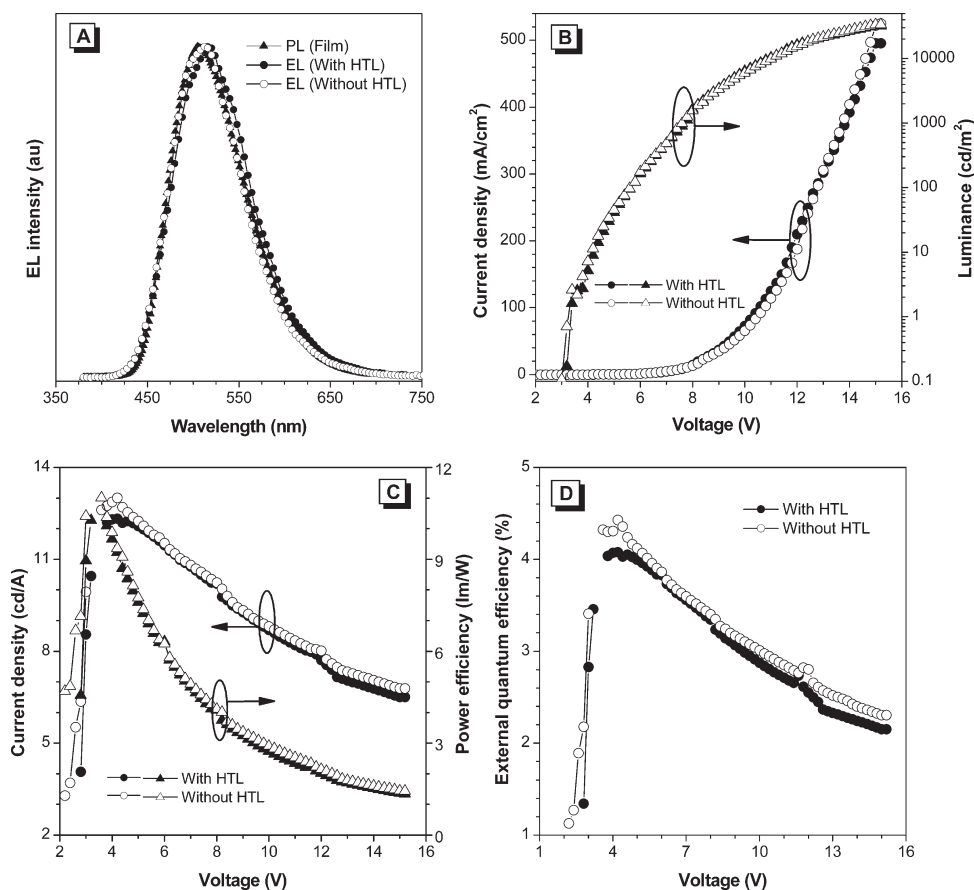 A
PL (Film)
EL (With HTL)
EL (Without HTL)
EL intensity (au)
350 450 550 650 750
Wavelength (nm)
B
Current density (mA/cm2)
500
400
300
200
100
0
Luminance (cd/m2)
10000
1000
100
10
1
0.1
With HTL
Without HTL
2 4 6 8 10 12 14 16
Voltage (V)
C
Current density (cd/A)
14
11
8
5
2
Power efficiency (lm/W)
12
9
6
3
0
With HTL
Without HTL
2 4 6 8 10 12 14 16
Voltage (V)
D
External quantum efficiency (%)
5
4
3
2
1
With HTL
Without HTL
1 4 7 10 13 16
Voltage (V)